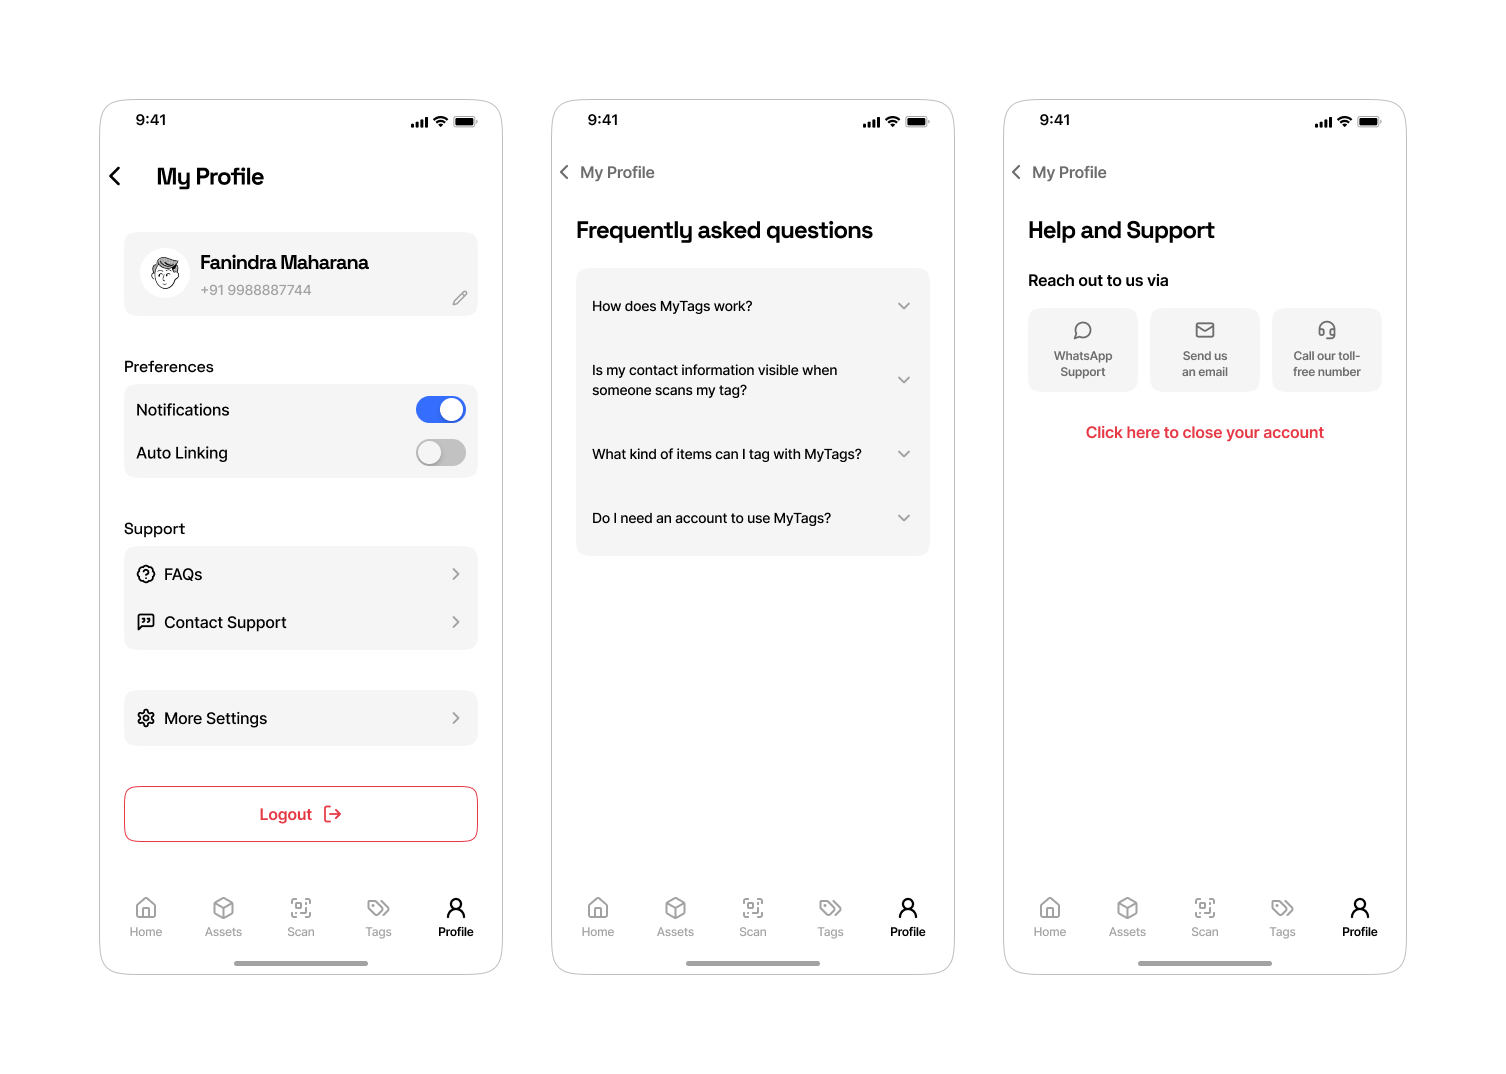 9:41
My Profile
Fanindra Maharana
+91 9988887744
Preferences
Notifications
Auto Linking
Support
FAQs
Contact Support
More Settings
Logout
Home
Assets
Scan
Tags
Profile
9:41
My Profile
Frequently asked questions
How does MyTags work?
Is my contact information visible when
someone scans my tag?
What kind of items can I tag with MyTags?
Do I need an account to use MyTags?
Home
Assets
Scan
Tags
Profile
9:41
My Profile
Help and Support
Reach out to us via
WhatsApp
Support
Send us
an email
Call our toll-
free number
Click here to close your account
Home
Assets
Scan
Tags
Profile